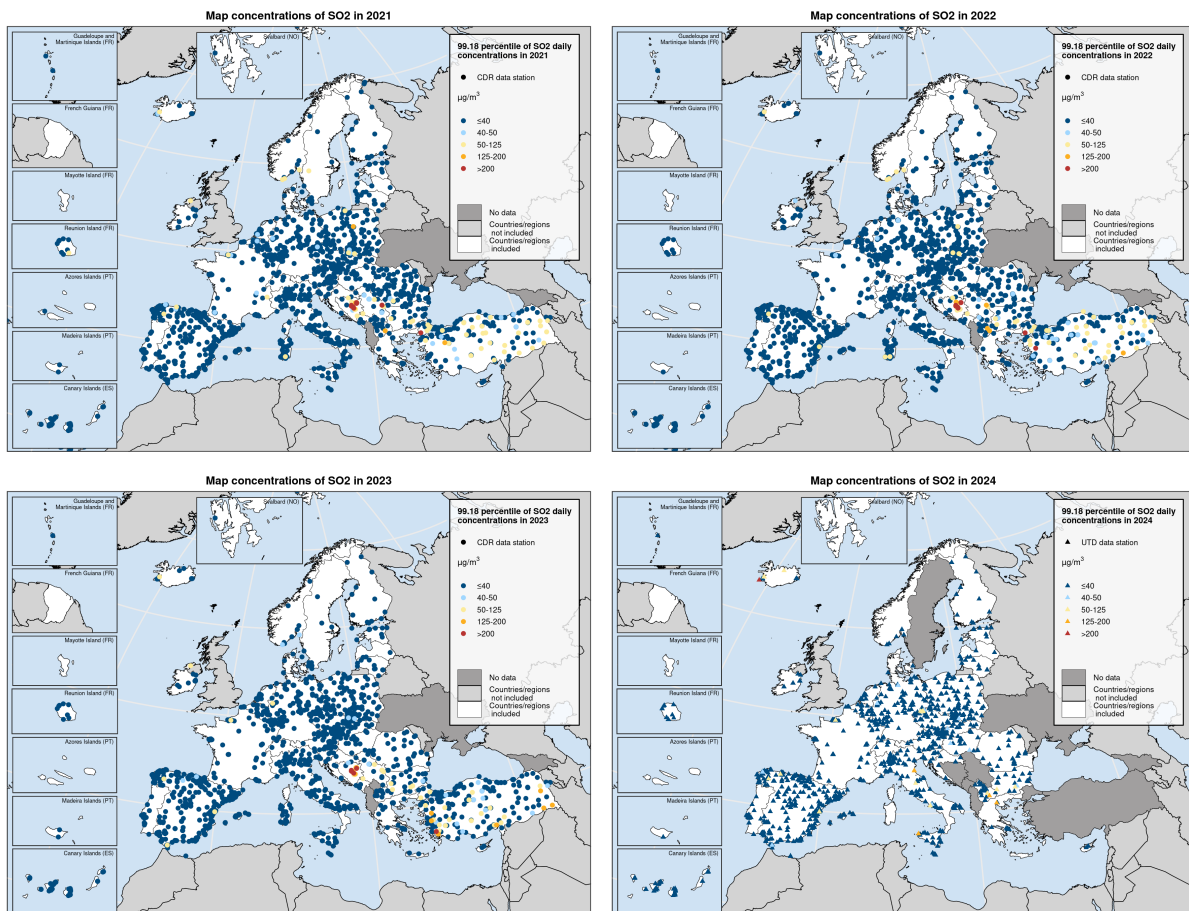 Map concentrations of SO2 in 2021
Guadeloupe and
Martinique Islands (FR)
Svalbard (NO)
French Guiana (FR)
Mayotte Island (FR)
Reunion Island (FR)
Azores Islands (PT)
Madeira Islands (PT)
Canary Islands (ES)
99.18 percentile of SO2 daily
concentrations in 2021
CDR data station
µg/m³
≤40
40-50
50-125
125-200
>200
No data
Countries/regions
not included
Countries/regions
included
Map concentrations of SO2 in 2022
Guadeloupe and
Martinique Islands (FR)
Svalbard (NO)
French Guiana (FR)
Mayotte Island (FR)
Reunion Island (FR)
Azores Islands (PT)
Madeira Islands (PT)
Canary Islands (ES)
99.18 percentile of SO2 daily
concentrations in 2022
CDR data station
µg/m³
≤40
40-50
50-125
125-200
>200
No data
Countries/regions
not included
Countries/regions
included
Map concentrations of SO2 in 2023
Guadeloupe and
Martinique Islands (FR)
Svalbard (NO)
French Guiana (FR)
Mayotte Island (FR)
Reunion Island (FR)
Azores Islands (PT)
Madeira Islands (PT)
Canary Islands (ES)
99.18 percentile of SO2 daily
concentrations in 2023
CDR data station
µg/m³
≤40
40-50
50-125
125-200
>200
No data
Countries/regions
not included
Countries/regions
included
Map concentrations of SO2 in 2024
Guadeloupe and
Martinique Islands (FR)
Svalbard (NO)
French Guiana (FR)
Mayotte Island (FR)
Reunion Island (FR)
Azores Islands (PT)
Madeira Islands (PT)
Canary Islands (ES)
99.18 percentile of SO2 daily
concentrations in 2024
UTD data station
µg/m³
≤40
40-50
50-125
125-200
>200
No data
Countries/regions
not included
Countries/regions
included